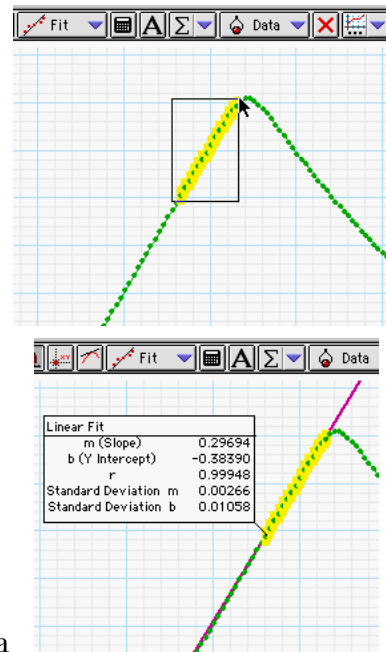 Fit A Σ Data
Fit A Σ Data
Linear Fit
m (Slope) 0.29694
b (Y Intercept) -0.38390
r 0.99948
Standard Deviation m 0.00266
Standard Deviation b 0.01058
a